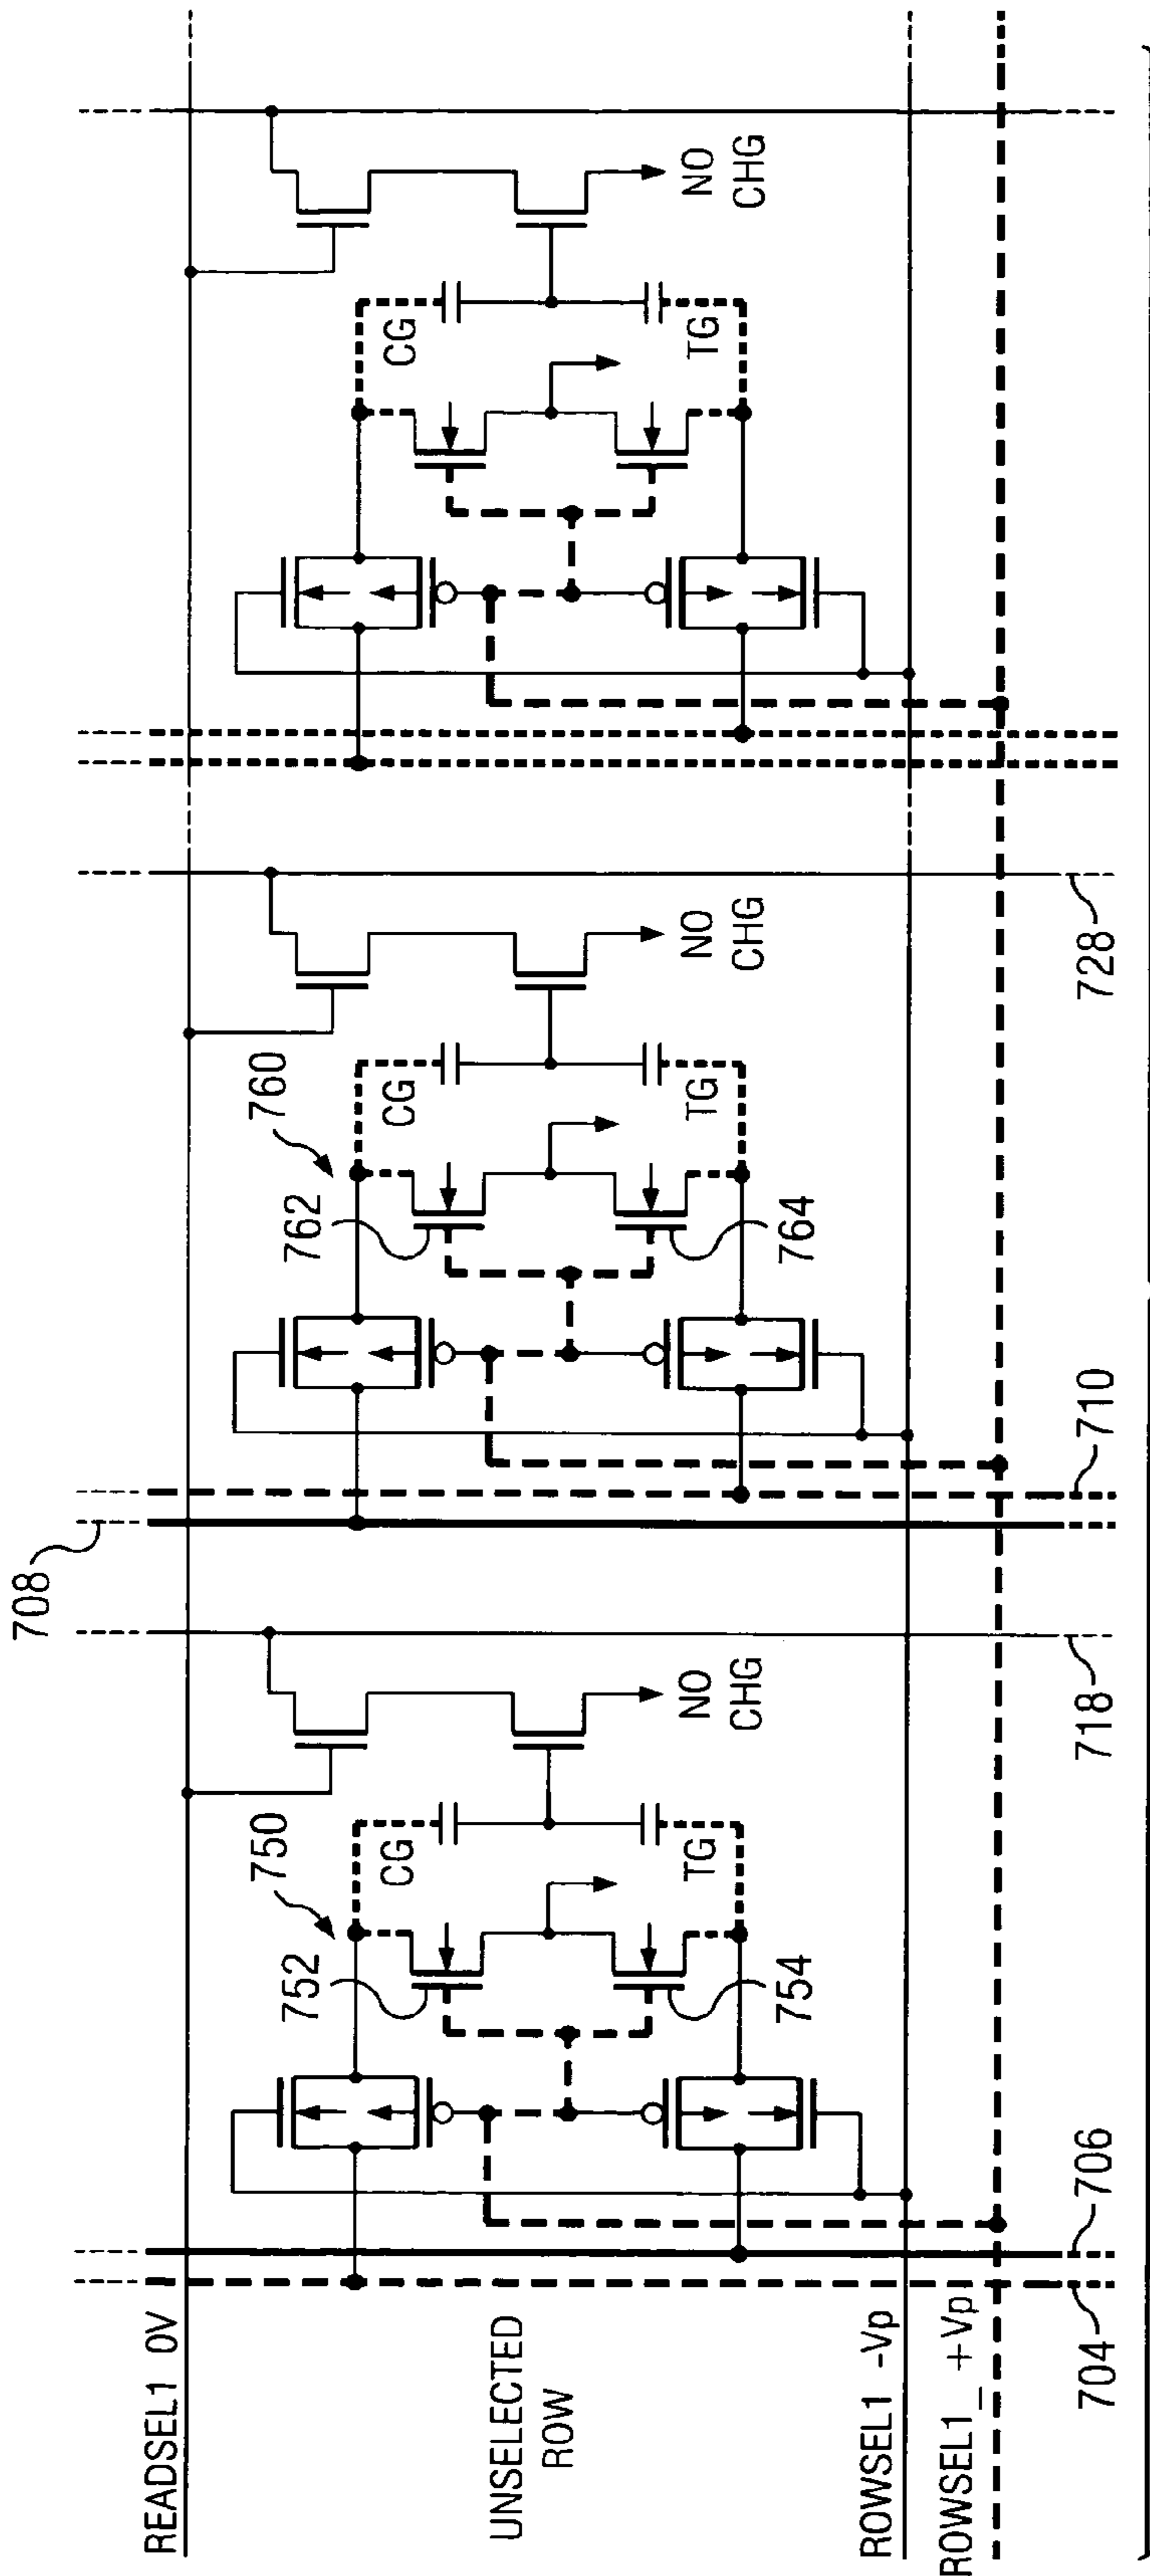 READSEL1 0V
UNSELECTED
ROW
ROWSEL1 -Vp
ROWSEL1_ +Vp
704
706
752
750
754
CG
TG
NO
CHG
718
708
710
762
760
764
CG
TG
NO
CHG
728
CG
TG
NO
CHG